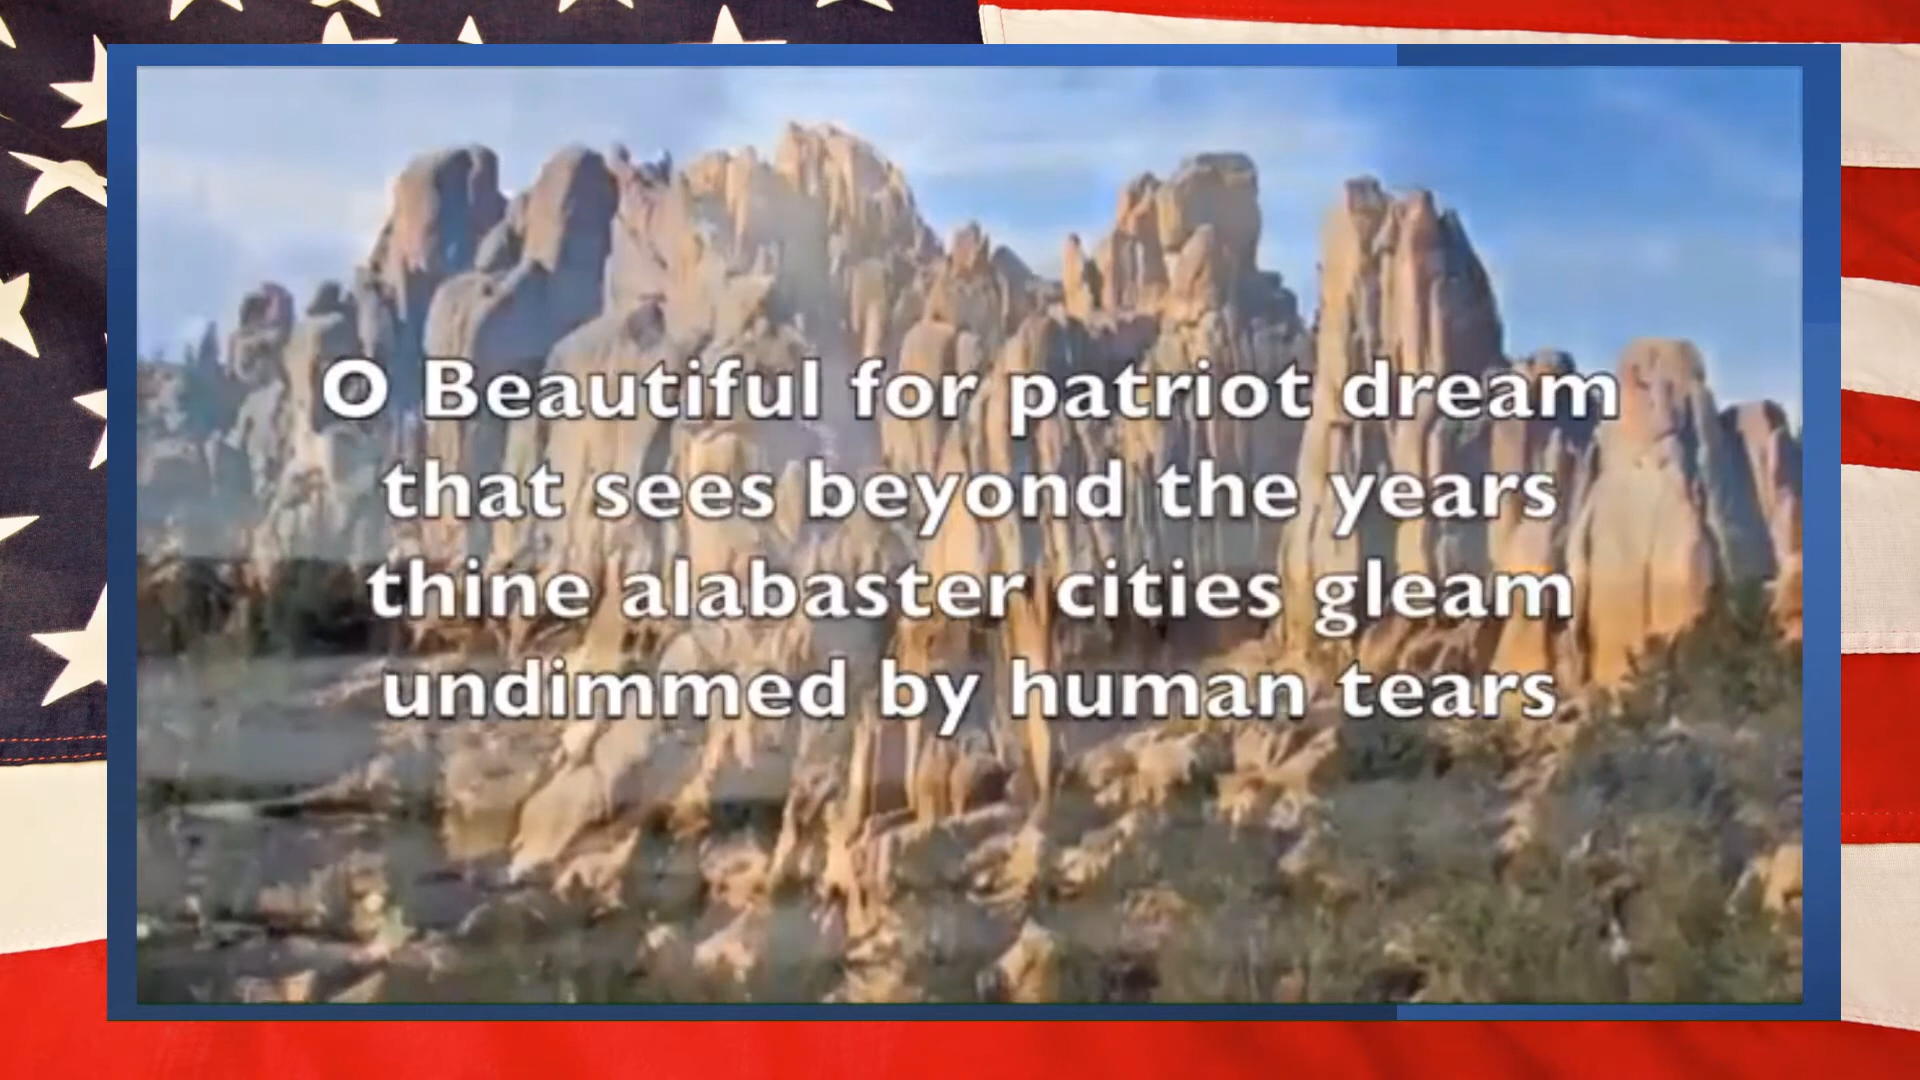 O Beautiful for patriot dream
that sees beyond the years
thine alabaster cities gleam
undimmed by human tears